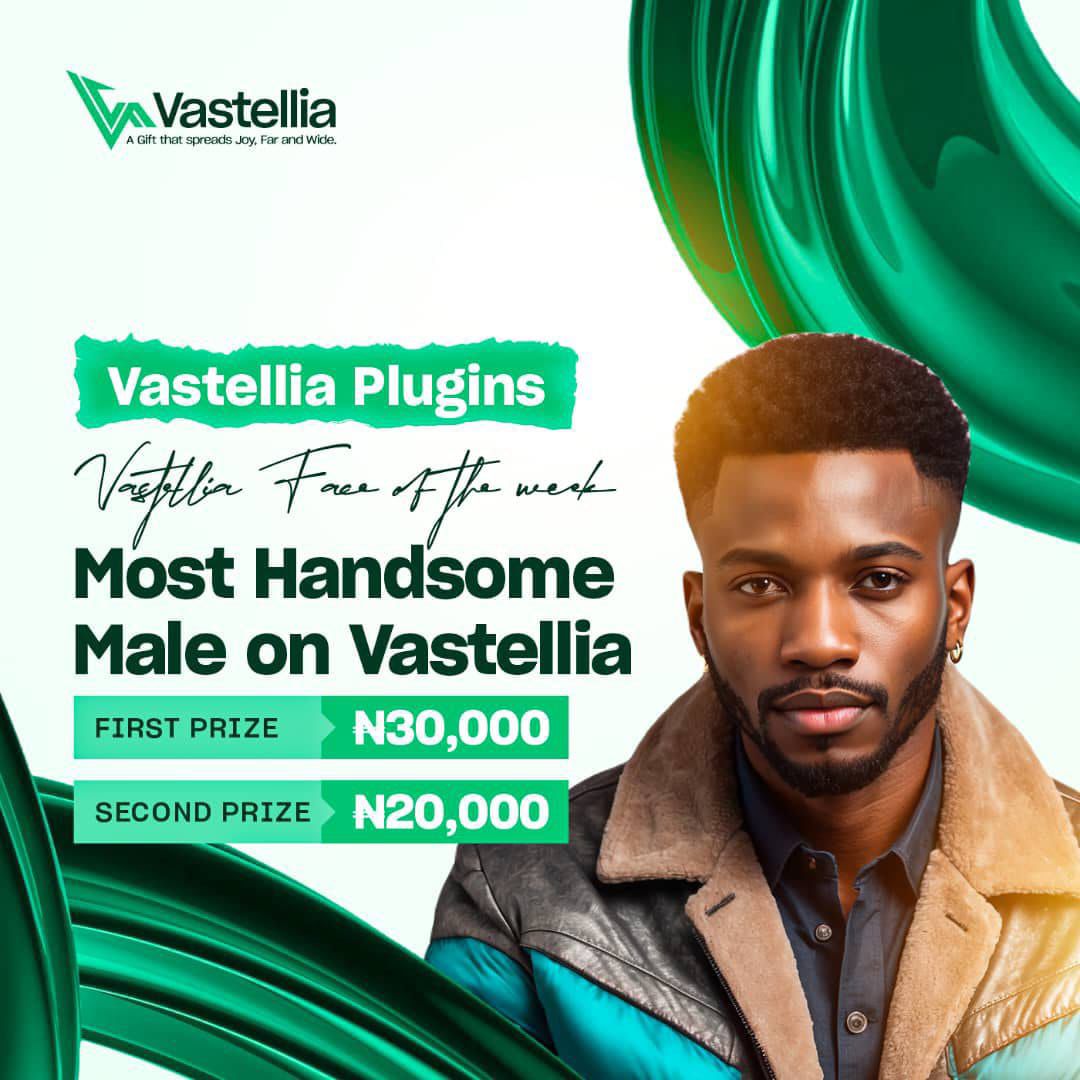 Vastellia
A Gift that spreads Joy, Far and Wide.
Vastellia Plugins
Vastellia Face of the week
Most Handsome
Male on Vastellia
FIRST PRIZE ₦30,000
SECOND PRIZE ₦20,000